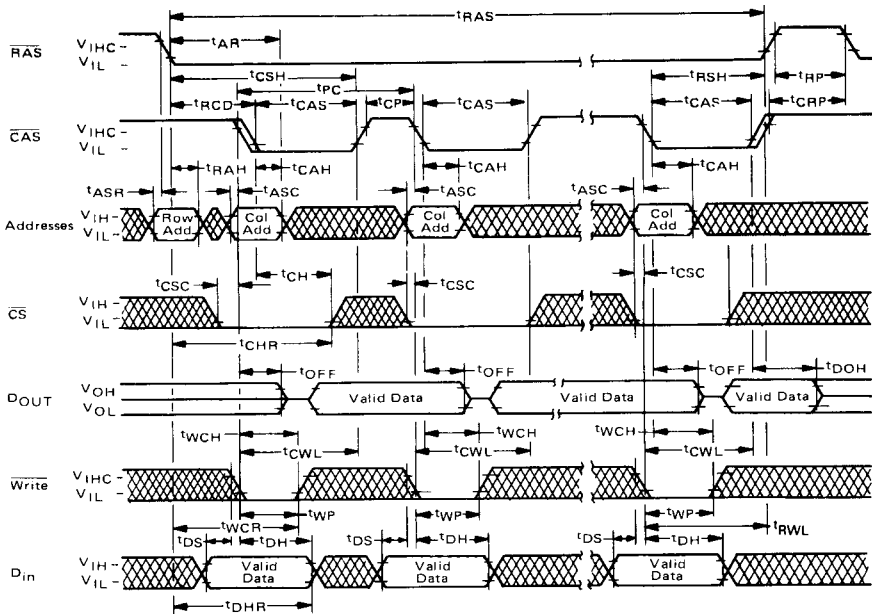 tRAS
tAR
RAS
VIHC
VIL
tCSH
tRSH
tRP
tPC
tRCD
tCAS
tCP
tCAS
tCAS
tCRP
CAS
VIHC
VIL
tRAH
tCAH
tCAH
tCAH
tASR
tASC
tASC
tASC
Addresses
VIH
VIL
Row Add
Col Add
Col Add
Col Add
tCSC
tCH
tCSC
tCSC
CS
VIH
VIL
tCHR
tOFF
tOFF
tOFF
tDOH
DOUT
VOH
VOL
Valid Data
Valid Data
Valid Data
tWCH
tWCH
tWCH
tCWL
tCWL
tCWL
Write
VIHC
VIL
tWP
tWP
tWP
tWCR
tRWL
tDS
tDH
tDS
tDH
tDS
tDH
Din
VIH
VIL
Valid Data
Valid Data
Valid Data
tDHR